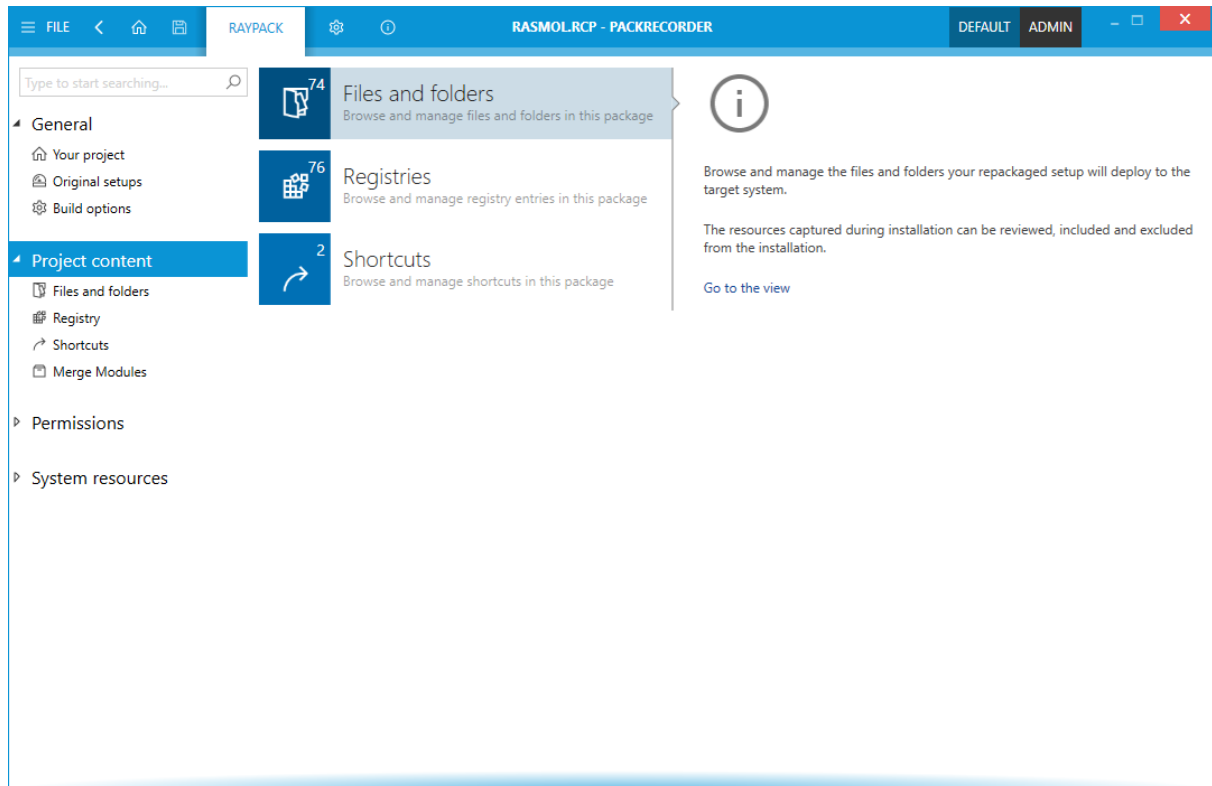 FILE
RAYPACK
RASMOL.RCP - PACKRECORDER
DEFAULT
ADMIN
Type to start searching...
General
Your project
Original setups
Build options
Project content
Files and folders
Registry
Shortcuts
Merge Modules
Permissions
System resources
74
Files and folders
Browse and manage files and folders in this package
76
Registries
Browse and manage registry entries in this package
2
Shortcuts
Browse and manage shortcuts in this package
Browse and manage the files and folders your repackaged setup will deploy to the
target system.
The resources captured during installation can be reviewed, included and excluded
from the installation.
Go to the view